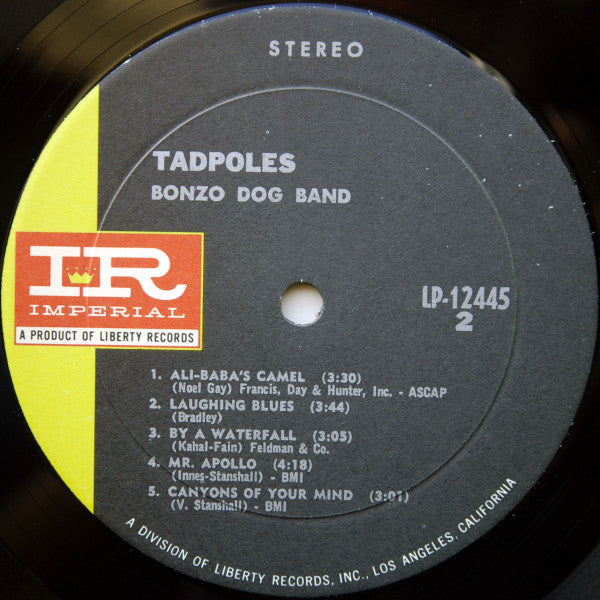 STEREO
TADPOLES
BONZO DOG BAND
IR
IMPERIAL
A PRODUCT OF LIBERTY RECORDS
LP-12445
2
1. ALI-BABA'S CAMEL (3:30)
(Noel Gay) Francis, Day & Hunter, Inc. - ASCAP
2. LAUGHING BLUES (3:44)
(Bradley)
3. BY A WATERFALL (3:05)
(Kahal-Fain) Feldman & Co.
4. MR. APOLLO (4:18)
(Innes-Stanshall) - BMI
5. CANYONS OF YOUR MIND (3:01)
(V. Stanshall) - BMI
A DIVISION OF LIBERTY RECORDS, INC., LOS ANGELES, CALIFORNIA